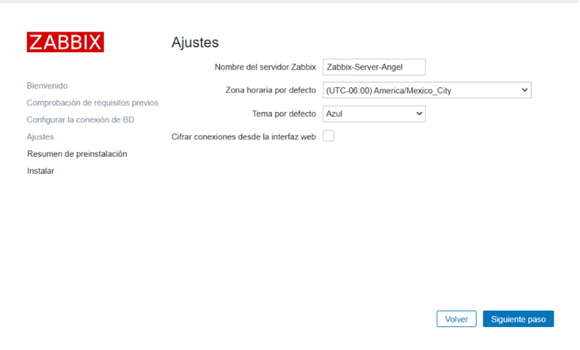 ZABBIX
Bienvenido
Comprobación de requisitos previos
Configurar la conexión de BD
Ajustes
Resumen de preinstalación
Instalar
Ajustes
Nombre del servidor Zabbix Zabbix-Server-Angel
Zona horaria por defecto (UTC-06:00) America/Mexico_City
Tema por defecto Azul
Cifrar conexiones desde la interfaz web
Volver Siguiente paso